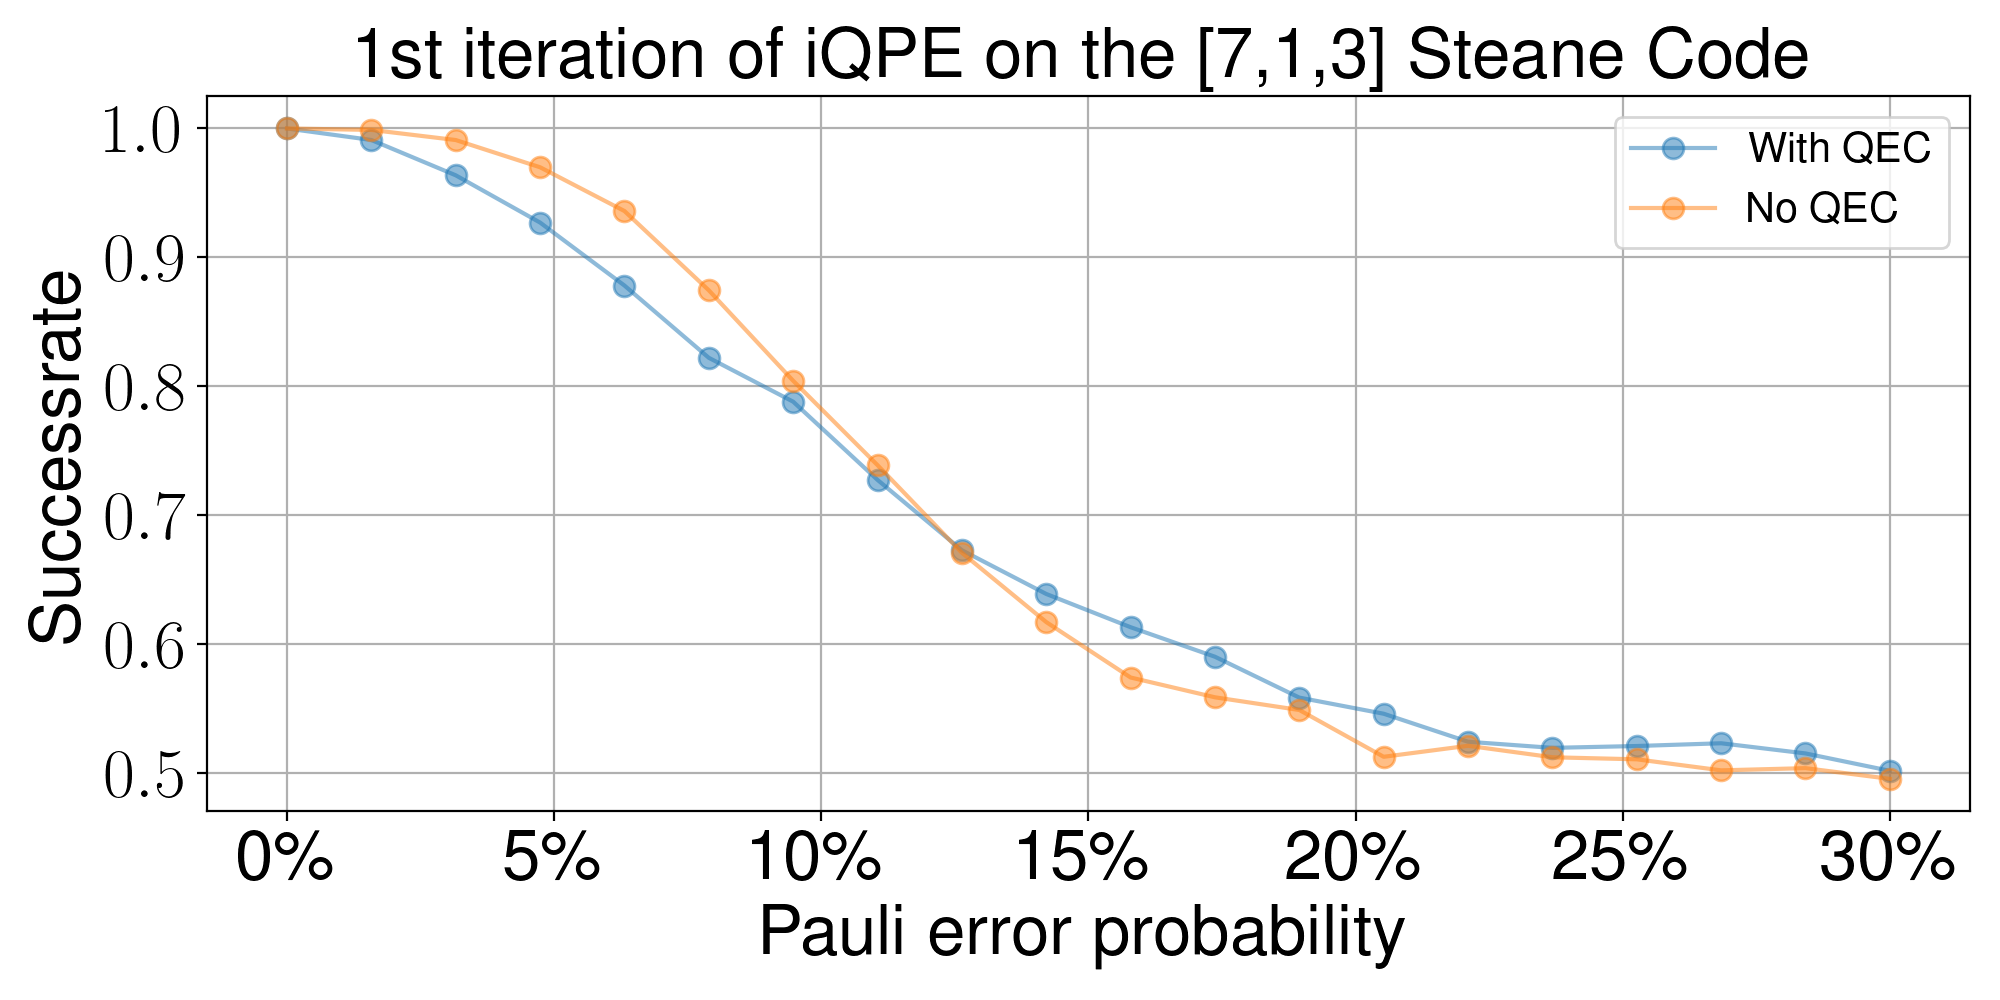 1st iteration of iQPE on the [7,1,3] Steane Code
With QEC
No QEC
Successrate
1.0
0.9
0.8
0.7
0.6
0.5
0% 5% 10% 15% 20% 25% 30%
Pauli error probability